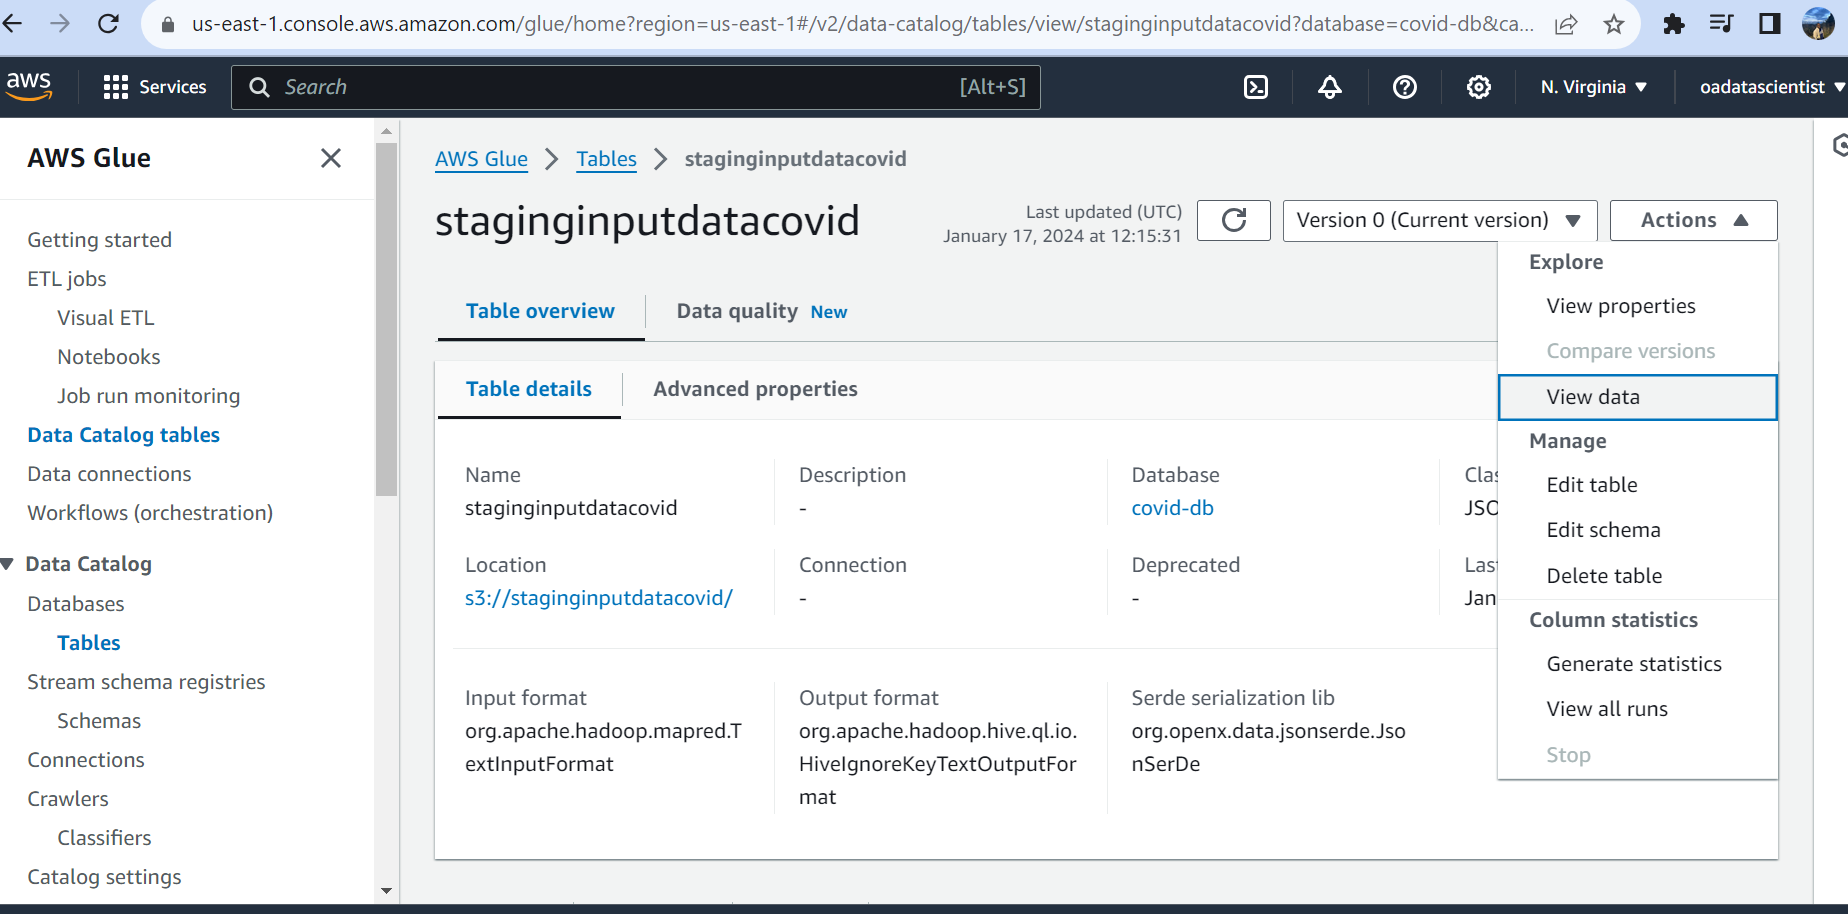 us-east-1.console.aws.amazon.com/glue/home?region=us-east-1#/v2/data-catalog/tables/view/staginginputdatacovid?database=covid-db&ca...
aws
Services
Search
[Alt+S]
N. Virginia
oadatascientist
AWS Glue
Getting started
ETL jobs
Visual ETL
Notebooks
Job run monitoring
Data Catalog tables
Data connections
Workflows (orchestration)
Data Catalog
Databases
Tables
Stream schema registries
Schemas
Connections
Crawlers
Classifiers
Catalog settings
AWS Glue
Tables
staginginputdatacovid
staginginputdatacovid
Last updated (UTC)
January 17, 2024 at 12:15:31
Version 0 (Current version)
Actions
Explore
View properties
Compare versions
View data
Manage
Edit table
Edit schema
Delete table
Column statistics
Generate statistics
View all runs
Stop
Table overview
Data quality New
Table details
Advanced properties
Name
staginginputdatacovid
Description
-
Database
covid-db
Clas
JSO
Location
s3://staginginputdatacovid/
Connection
-
Deprecated
-
Las
Jan
Input format
org.apache.hadoop.mapred.T
extInputFormat
Output format
org.apache.hadoop.hive.ql.io.
HiveIgnoreKeyTextOutputFor
mat
Serde serialization lib
org.openx.data.jsonserde.Jso
nSerDe